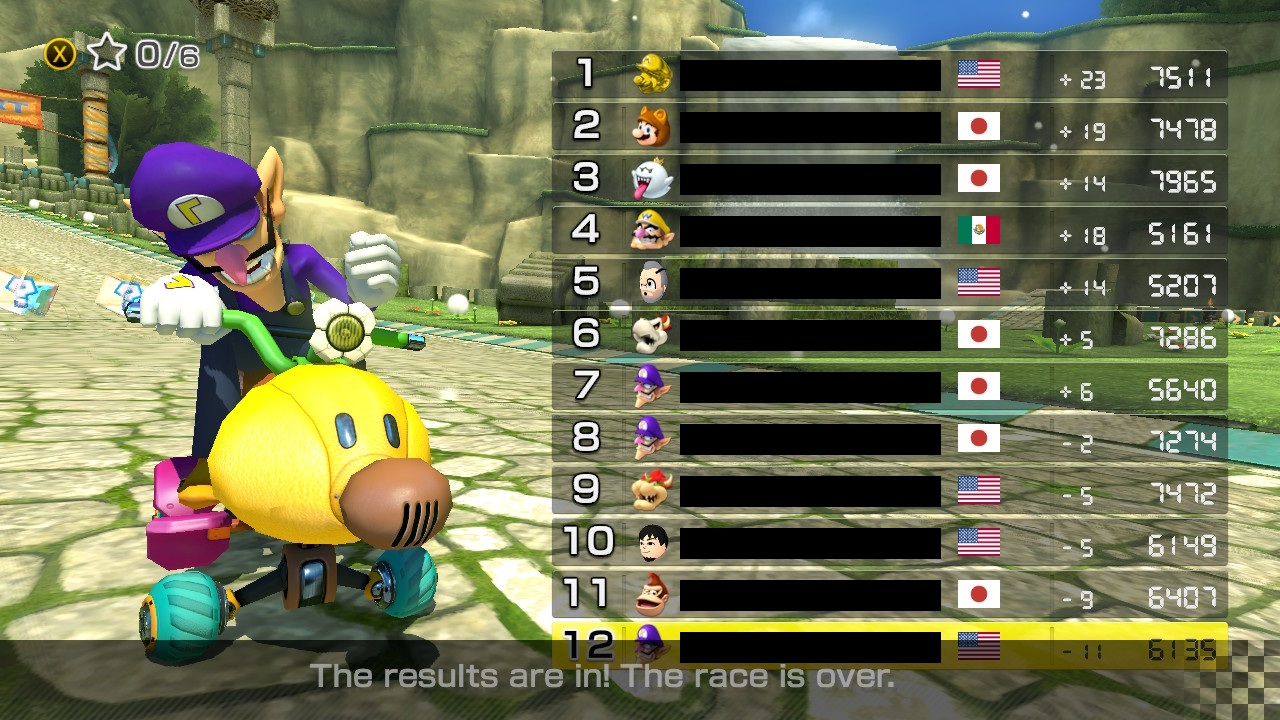 X 0/6
1 + 23 7511
2 + 19 7478
3 + 14 7965
4 + 18 5161
5 + 14 5207
6 + 5 7286
7 + 6 5640
8 - 2 7274
9 - 5 7472
10 - 5 6149
11 - 9 6407
12 - 11 6135
The results are in! The race is over.